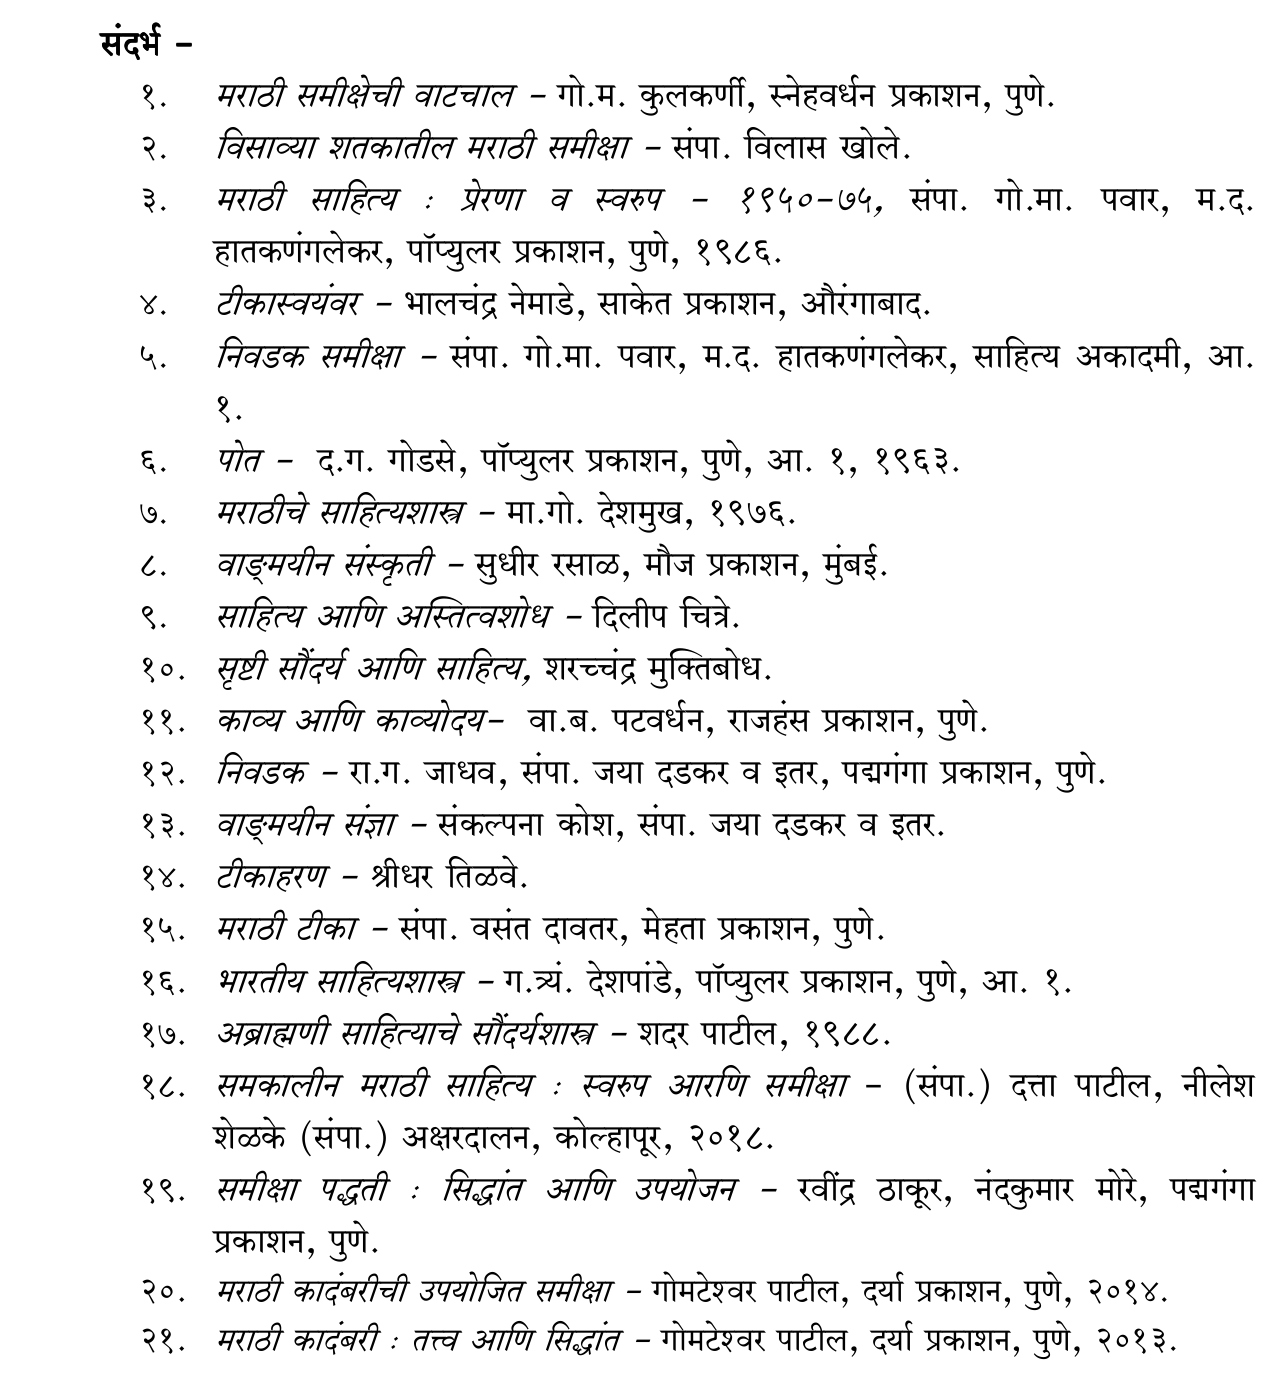 संदर्भ –
१. मराठी समीक्षेची वाटचाल – गो.म. कुलकर्णी, स्नेहवर्धन प्रकाशन, पुणे.
२. विसाव्या शतकातील मराठी समीक्षा – संपा. विलास खोले.
३. मराठी साहित्य : प्रेरणा व स्वरुप – १९५०–७५, संपा. गो.मा. पवार, म.द.
हातकणंगलेकर, पॉप्युलर प्रकाशन, पुणे, १९८६.
४. टीकास्वयंवर – भालचंद्र नेमाडे, साकेत प्रकाशन, औरंगाबाद.
५. निवडक समीक्षा – संपा. गो.मा. पवार, म.द. हातकणंगलेकर, साहित्य अकादमी, आ.
१.
६. पोत – द.ग. गोडसे, पॉप्युलर प्रकाशन, पुणे, आ. १, १९६३.
७. मराठीचे साहित्यशास्त्र – मा.गो. देशमुख, १९७६.
८. वाङ्मयीन संस्कृती – सुधीर रसाळ, मौज प्रकाशन, मुंबई.
९. साहित्य आणि अस्तित्वशोध – दिलीप चित्रे.
१०. सृष्टी सौंदर्य आणि साहित्य, शरच्चंद्र मुक्तिबोध.
११. काव्य आणि काव्योदय– वा.ब. पटवर्धन, राजहंस प्रकाशन, पुणे.
१२. निवडक – रा.ग. जाधव, संपा. जया दडकर व इतर, पद्मगंगा प्रकाशन, पुणे.
१३. वाङ्मयीन संज्ञा – संकल्पना कोश, संपा. जया दडकर व इतर.
१४. टीकाहरण – श्रीधर तिळवे.
१५. मराठी टीका – संपा. वसंत दावतर, मेहता प्रकाशन, पुणे.
१६. भारतीय साहित्यशास्त्र – ग.त्र्यं. देशपांडे, पॉप्युलर प्रकाशन, पुणे, आ. १.
१७. अब्राह्मणी साहित्याचे सौंदर्यशास्त्र – शदर पाटील, १९८८.
१८. समकालीन मराठी साहित्य : स्वरुप आरणि समीक्षा – (संपा.) दत्ता पाटील, नीलेश
शेळके (संपा.) अक्षरदालन, कोल्हापूर, २०१८.
१९. समीक्षा पद्धती : सिद्धांत आणि उपयोजन – रवींद्र ठाकूर, नंदकुमार मोरे, पद्मगंगा
प्रकाशन, पुणे.
२०. मराठी कादंबरीची उपयोजित समीक्षा – गोमटेश्वर पाटील, दर्या प्रकाशन, पुणे, २०१४.
२१. मराठी कादंबरी : तत्त्व आणि सिद्धांत – गोमटेश्वर पाटील, दर्या प्रकाशन, पुणे, २०१३.